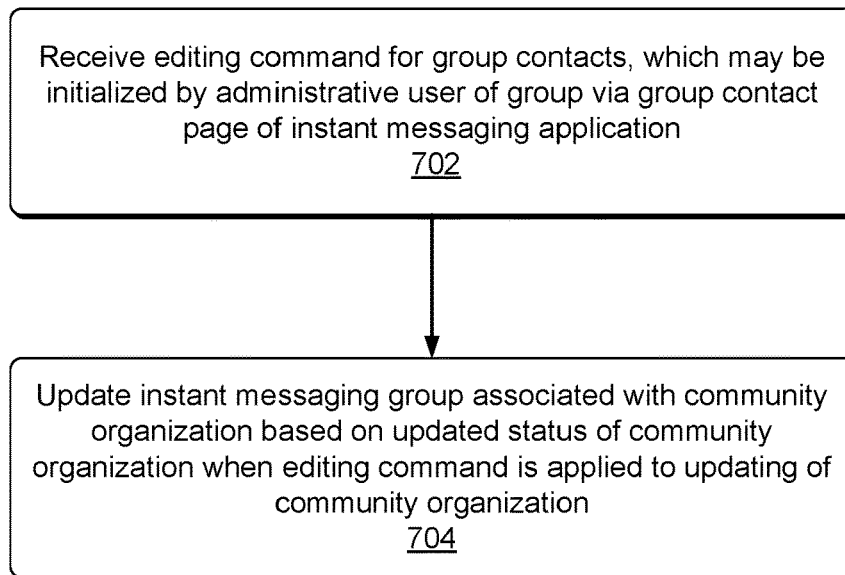 Receive editing command for group contacts, which may be
initialized by administrative user of group via group contact
page of instant messaging application
702
Update instant messaging group associated with community
organization based on updated status of community
organization when editing command is applied to updating of
community organization
704